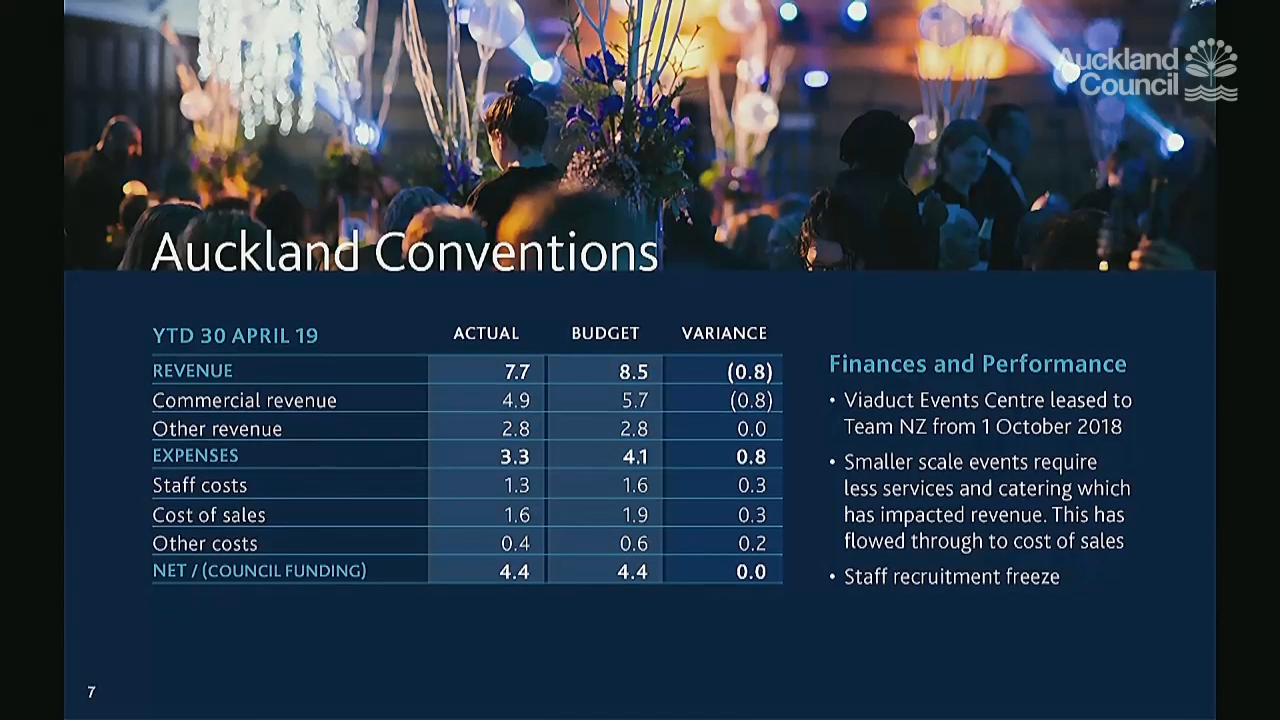 Auckland
Council
Auckland Conventions
YTD 30 APRIL 19 ACTUAL BUDGET VARIANCE
REVENUE 7.7 8.5 (0.8)
Commercial revenue 4.9 5.7 (0.8)
Other revenue 2.8 2.8 0.0
EXPENSES 3.3 4.1 0.8
Staff costs 1.3 1.6 0.3
Cost of sales 1.6 1.9 0.3
Other costs 0.4 0.6 0.2
NET / (COUNCIL FUNDING) 4.4 4.4 0.0
Finances and Performance
• Viaduct Events Centre leased to
Team NZ from 1 October 2018
• Smaller scale events require
less services and catering which
has impacted revenue. This has
flowed through to cost of sales
• Staff recruitment freeze
7